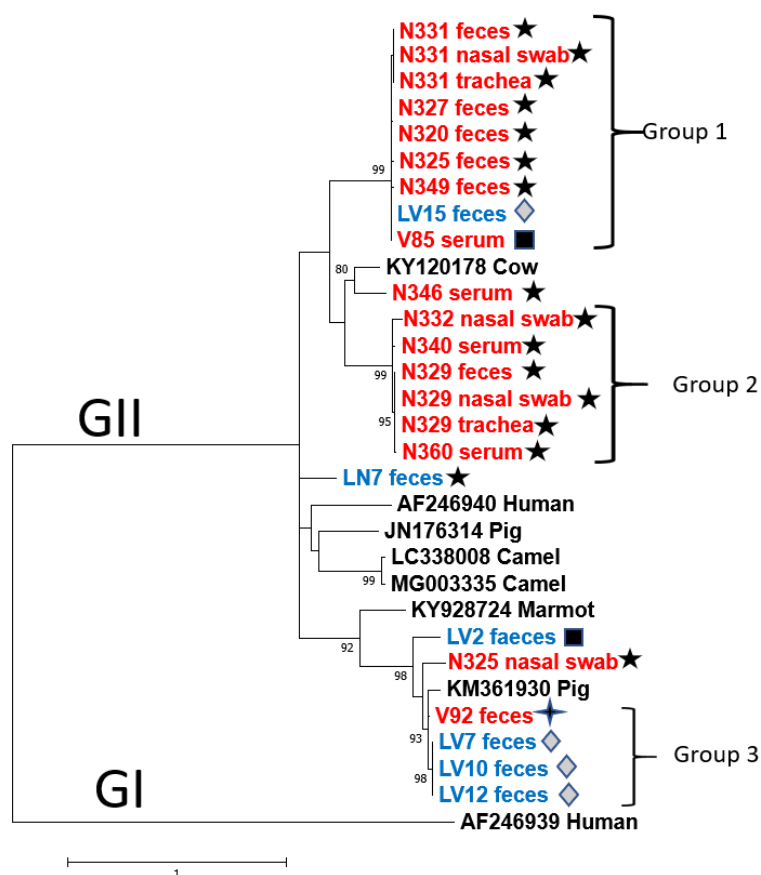 N331 feces
N331 nasal swab
N331 trachea
N327 feces
Group 1
N320 feces
N325 feces
99
N349 feces
LV15 feces
V85 serum
80
KY120178 Cow
N346 serum
N332 nasal swab
N340 serum
99
N329 feces
Group 2
N329 nasal swab
95
N329 trachea
GII
N360 serum
LN7 feces
AF246940 Human
JN176314 Pig
LC338008 Camel
99
MG003335 Camel
KY928724 Marmot
92
LV2 faeces
98
N325 nasal swab
KM361930 Pig
V92 feces
93
LV7 feces
Group 3
98
LV10 feces
GI
LV12 feces
AF246939 Human
1